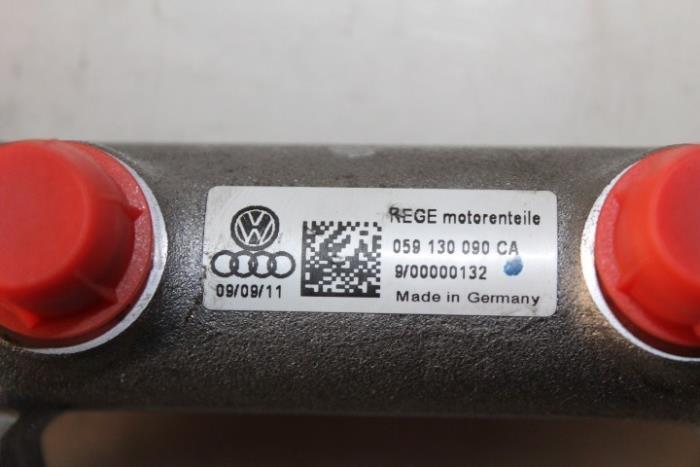 REGE motorenteile
059 130 090 CA
9/00000132
Made in Germany
09/09/11